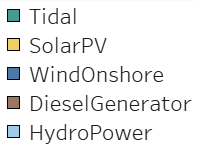 Tidal
SolarPV
WindOnshore
DieselGenerator
HydroPower